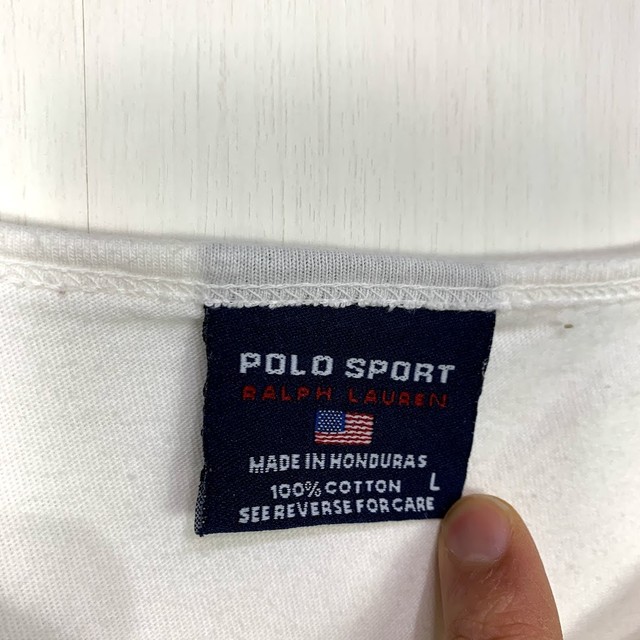 POLO SPORT
RALPH LAUREN
MADE IN HONDURAS
100% COTTON L
SEE REVERSE FOR CARE